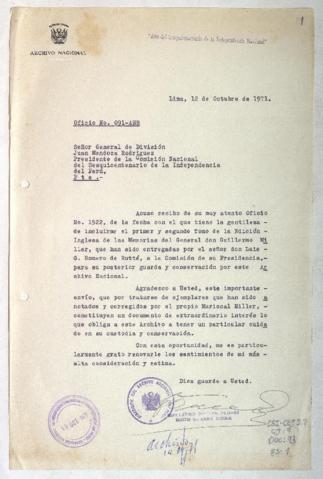 1
ARCHIVO NACIONAL
"Año del Sesquicentenario de la Independencia Nacional"
Lima, 12 de Octubre de 1971.
Oficio No. 091-ANB
Señor General de División
Juan Mendoza Rodríguez
Presidente de la Comisión Nacional
del Sesquicentenario de la Independencia
del Perú.
P t e .-
Acuso recibo de su muy atento Oficio
No. 1522, de la fecha con el que tiene la gentileza
de incluirme el primer y segundo tomo de la Edición
Inglesa de las Memorias del General don Guillermo Mi
ller, que han sido entregadas por el señor don Luis
G. Romero de Rutté, a la Comisión de su Presidencia,
para su posterior guarda y conservación por este Ar
chivo Nacional.
Agradezco a Usted, este importante
envío, que por tratarse de ejemplares que han sido a
notados y corregidos por el propio Mariscal Miller,
constituyen un documento de extraordinario interés lo
que obliga a este Archivo a tener un particular cuida
do en su custodia y conservación.
Con esta oportunidad, me es par-
ticularmente grato renovarle los sentimientos de mi más
alta consideración y estima.
Dios guarde a Usted.
ARCHIVO NACIONAL
Archivo